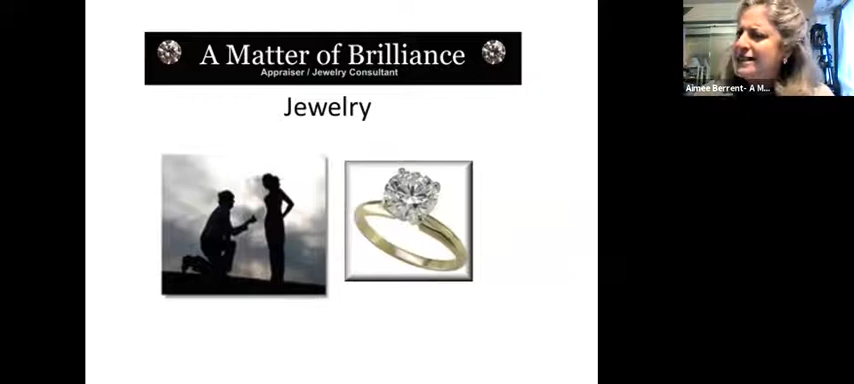 A Matter of Brilliance
Appraiser / Jewelry Consultant
Jewelry
Aimee Berrent- A M...